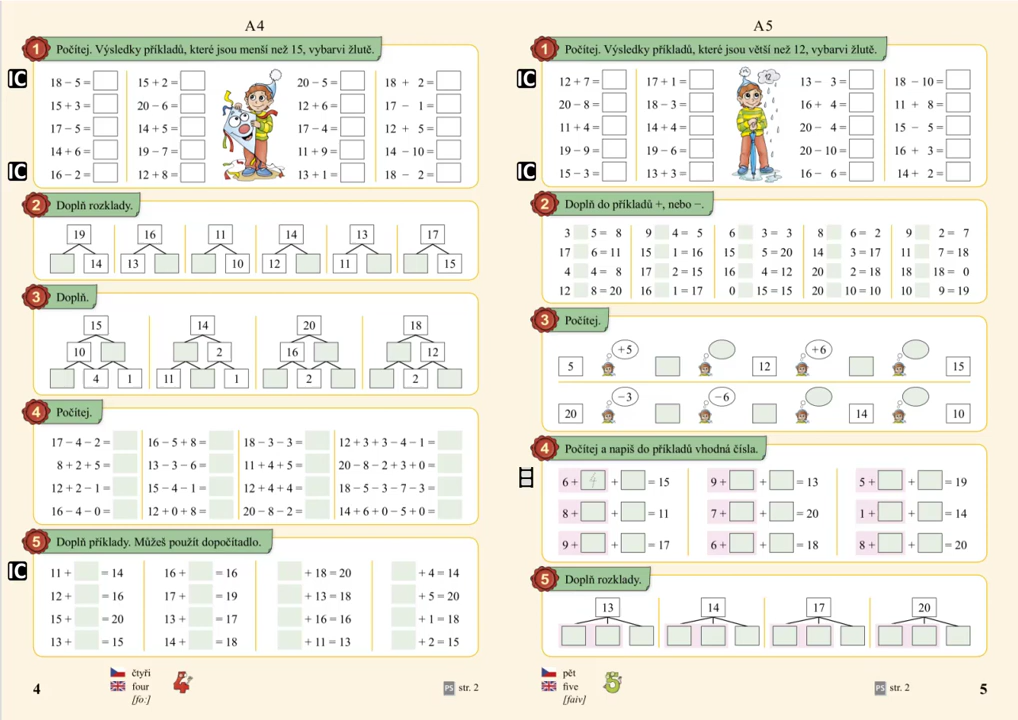 A4
1 Počítej. Výsledky příkladů, které jsou menší než 15, vybarvi žlutě.
IC
18 − 5 = 15 + 2 = 20 − 5 = 18 + 2 =
15 + 3 = 20 − 6 = 12 + 6 = 17 − 1 =
17 − 5 = 14 + 5 = 17 − 4 = 12 + 5 =
14 + 6 = 19 − 7 = 11 + 9 = 14 − 10 =
IC
16 − 2 = 12 + 8 = 13 + 1 = 18 − 2 =
2 Doplň rozklady.
19 16 11 14 13 17
14 13 10 12 11 15
3 Doplň.
15 14 20 18
10 2 16 12
4 1 11 1 2 2
4 Počítej.
17 − 4 − 2 = 16 − 5 + 8 = 18 − 3 − 3 = 12 + 3 + 3 − 4 − 1 =
8 + 2 + 5 = 13 − 3 − 6 = 11 + 4 + 5 = 20 − 8 − 2 + 3 + 0 =
12 + 2 − 1 = 15 − 4 − 1 = 12 + 4 + 4 = 18 − 5 − 3 − 7 − 3 =
16 − 4 − 0 = 12 + 0 + 8 = 20 − 8 − 2 = 14 + 6 + 0 − 5 + 0 =
5 Doplň příklady. Můžeš použít dopočítadlo.
IC
11 + = 14 16 + = 16 + 18 = 20 + 4 = 14
12 + = 16 17 + = 19 + 13 = 18 + 5 = 20
15 + = 20 13 + = 17 + 16 = 16 + 1 = 18
13 + = 15 14 + = 18 + 11 = 13 + 2 = 15
4
čtyři
four
[fo:]
4
PS str. 2
A5
1 Počítej. Výsledky příkladů, které jsou větší než 12, vybarvi žlutě.
IC
12 + 7 = 17 + 1 = 12 13 − 3 = 18 − 10 =
20 − 8 = 18 − 3 = 16 + 4 = 11 + 8 =
11 + 4 = 14 + 4 = 20 − 4 = 15 − 5 =
19 − 9 = 19 − 6 = 20 − 10 = 16 + 3 =
IC
15 − 3 = 13 + 3 = 16 − 6 = 14 + 2 =
2 Doplň do příkladů +, nebo −.
3 5 = 8 9 4 = 5 6 3 = 3 8 6 = 2 9 2 = 7
17 6 = 11 15 1 = 16 15 5 = 20 14 3 = 17 11 7 = 18
4 4 = 8 17 2 = 15 16 4 = 12 20 2 = 18 18 18 = 0
12 8 = 20 16 1 = 17 0 15 = 15 20 10 = 10 10 9 = 19
3 Počítej.
5 +5 12 +6 15
20 −3 −6 14 10
4 Počítej a napiš do příkladů vhodná čísla.
6 + 4 + = 15 9 + + = 13 5 + + = 19
8 + + = 11 7 + + = 20 1 + + = 14
9 + + = 17 6 + + = 18 8 + + = 20
5 Doplň rozklady.
13 14 17 20
pět
five
[faiv]
5
PS str. 2
5